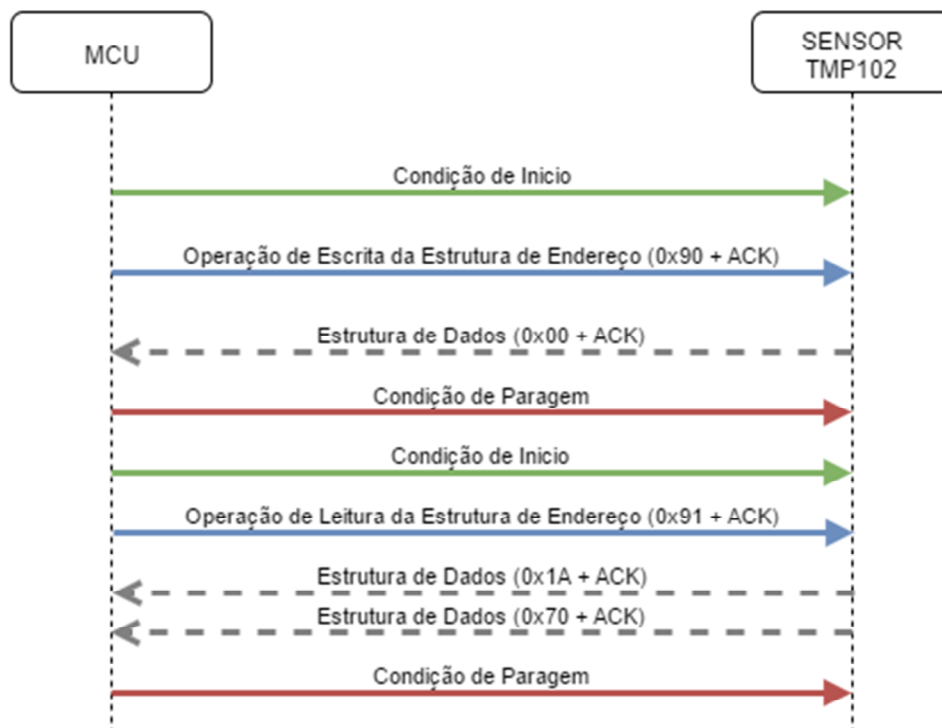 MCU
SENSOR
TMP102
Condição de Inicio
Operação de Escrita da Estrutura de Endereço (0x90 + ACK)
Estrutura de Dados (0x00 + ACK)
Condição de Paragem
Condição de Inicio
Operação de Leitura da Estrutura de Endereço (0x91 + ACK)
Estrutura de Dados (0x1A + ACK)
Estrutura de Dados (0x70 + ACK)
Condição de Paragem